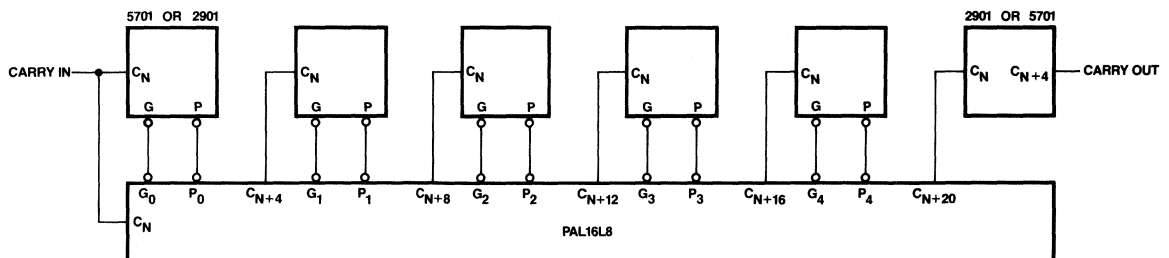 5701 OR 2901
2901 OR 5701
CARRY IN
C_N
C_N
C_N
C_N
C_N
C_N
C_N+4
CARRY OUT
G P
G P
G P
G P
G P
G_0 P_0 C_N+4 G_1 P_1 C_N+8 G_2 P_2 C_N+12 G_3 P_3 C_N+16 G_4 P_4 C_N+20
C_N
PAL16L8